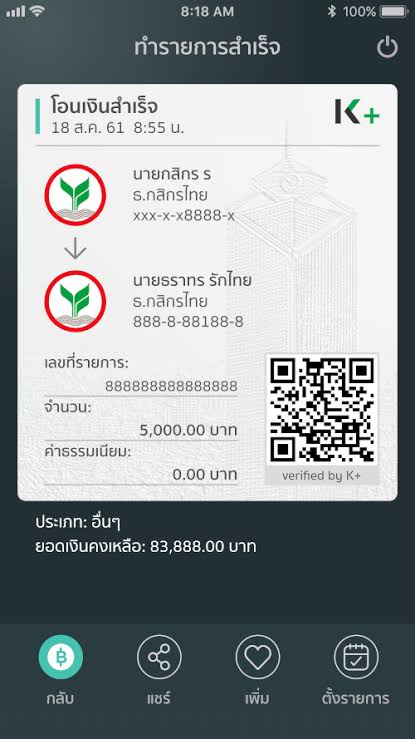 8:18 AM
100%
ทำรายการสำเร็จ
โอนเงินสำเร็จ
18 ส.ค. 61 8:55 น.
K+
นายกสิกร ร
ธ.กสิกรไทย
xxx-x-x8888-x
นายธราทร รักไทย
ธ.กสิกรไทย
888-8-88188-8
เลขที่รายการ:
888888888888888
จำนวน:
5,000.00 บาท
ค่าธรรมเนียม:
0.00 บาท
verified by K+
ประเภท: อื่นๆ
ยอดเงินคงเหลือ: 83,888.00 บาท
กลับ แชร์ เพิ่ม ตั้งรายการ